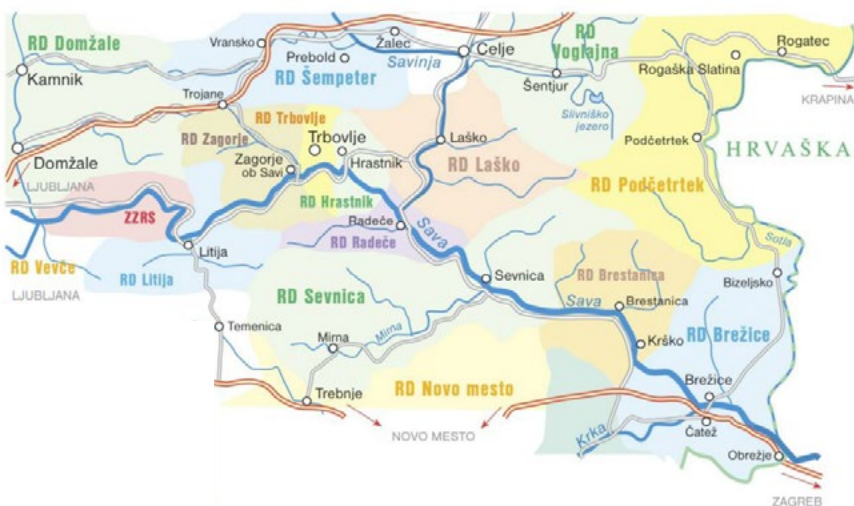 RD Domžale
Kamnik
Vransko
Žalec
Prebold
RD Šempeter
Savinja
Celje
RD
Voglajna
Šentjur
Slivniško
jezero
Rogatec
Rogaška Slatina
KRAPINA
Trojane
RD Trbovlje
RD Zagorje
Trbovlje
Zagorje
ob Savi
Hrastnik
Laško
RD Laško
Podčetrtek
HRVAŠKA
Domžale
LJUBLJANA
RD Podčetrtek
ZZRS
RD Hrastnik
Radeče
RD Radeče
Sava
Litija
RD Vevče
RD Litija
LJUBLJANA
Sotla
Bizeljsko
RD Sevnica
Sevnica
RD Brestanica
Sava
Brestanica
Temenica
Mirna
Mirna
Krško
RD Brežice
Trebnje
RD Novo mesto
Brežice
NOVO MESTO
Krka
Čatež
Obrežje
ZAGREB